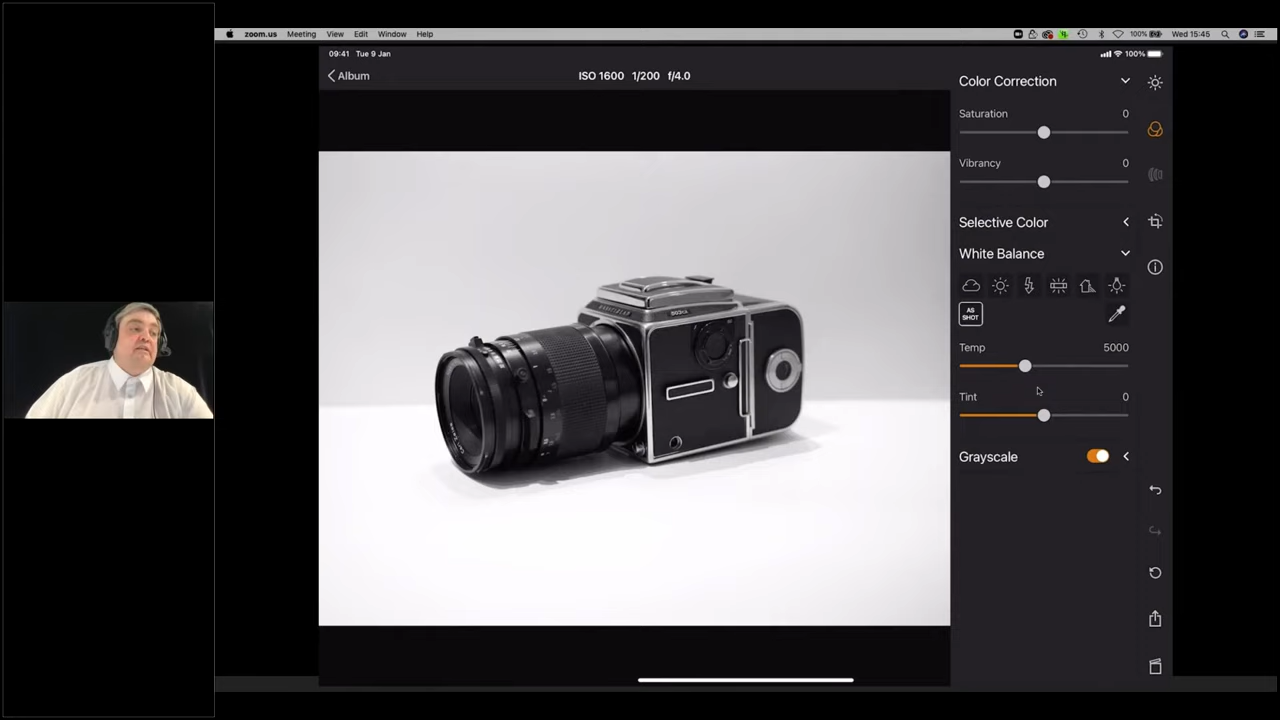 zoom.us Meeting View Edit Window Help
100% Wed 15:45
09:41 Tue 9 Jan
100%
Album
ISO 1600 1/200 f/4.0
Color Correction
Saturation 0
Vibrancy 0
Selective Color
White Balance
AS
SHOT
Temp 5000
Tint 0
Grayscale
HASSELBLAD